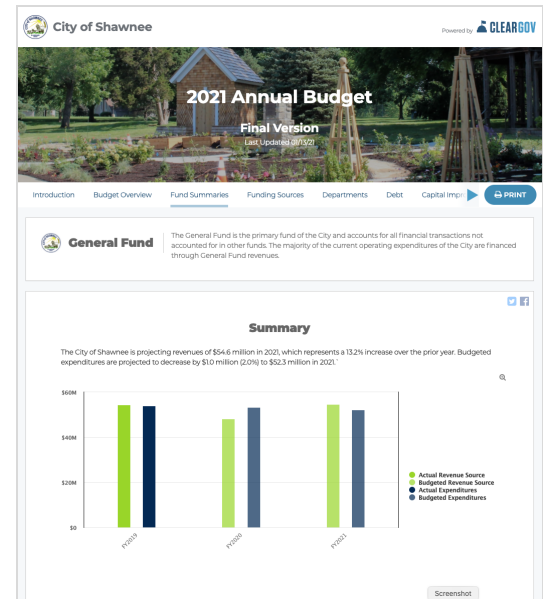 City of Shawnee
Powered by CLEARGOV
2021 Annual Budget
Final Version
Last Updated 01/13/21
Introduction Budget Overview Fund Summaries Funding Sources Departments Debt Capital Impr PRINT
General Fund
The General Fund is the primary fund of the City and accounts for all financial transactions not
accounted for in other funds. The majority of the current operating expenditures of the City are financed
through General Fund revenues.
Summary
The City of Shawnee is projecting revenues of $54.6 million in 2021, which represents a 13.2% increase over the prior year. Budgeted
expenditures are projected to decrease by $1.0 million (2.0%) to $52.3 million in 2021.`
$60M
$40M
$20M
$0
FY2019
FY2020
FY2021
Actual Revenue Source
Budgeted Revenue Source
Actual Expenditures
Budgeted Expenditures
Screenshot